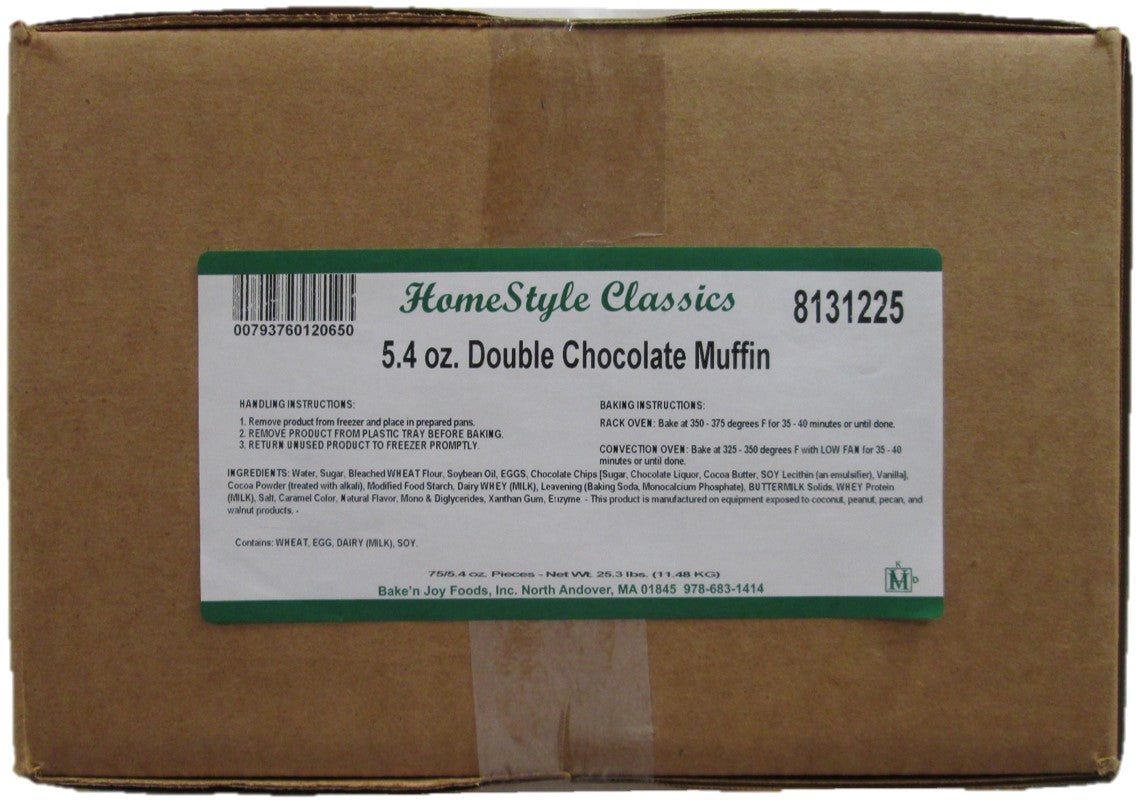 00793760120650
HomeStyle Classics
8131225
5.4 oz. Double Chocolate Muffin
HANDLING INSTRUCTIONS:
1. Remove product from freezer and place in prepared pans.
2. REMOVE PRODUCT FROM PLASTIC TRAY BEFORE BAKING.
3. RETURN UNUSED PRODUCT TO FREEZER PROMPTLY.
BAKING INSTRUCTIONS:
RACK OVEN: Bake at 350 - 375 degrees F for 35 - 40 minutes or until done.
CONVECTION OVEN: Bake at 325 - 350 degrees F with LOW FAN for 35 - 40
minutes or until done.
INGREDIENTS: Water, Sugar, Bleached WHEAT Flour, Soybean Oil, EGGS, Chocolate Chips [Sugar, Chocolate Liquor, Cocoa Butter, SOY Lecithin (an emulsifier), Vanilla],
Cocoa Powder (treated with alkali), Modified Food Starch, Dairy WHEY (MILK), Leavening (Baking Soda, Monocalcium Phosphate), BUTTERMILK Solids, WHEY Protein
(MILK), Salt, Caramel Color, Natural Flavor, Mono & Diglycerides, Xanthan Gum, Enzyme. - This product is manufactured on equipment exposed to coconut, peanut, pecan, and
walnut products. -
Contains: WHEAT, EGG, DAIRY (MILK), SOY.
75/5.4 oz. Pieces - Net Wt. 25.3 lbs. (11.48 KG)
Bake'n Joy Foods, Inc. North Andover, MA 01845 978-683-1414
K
M D